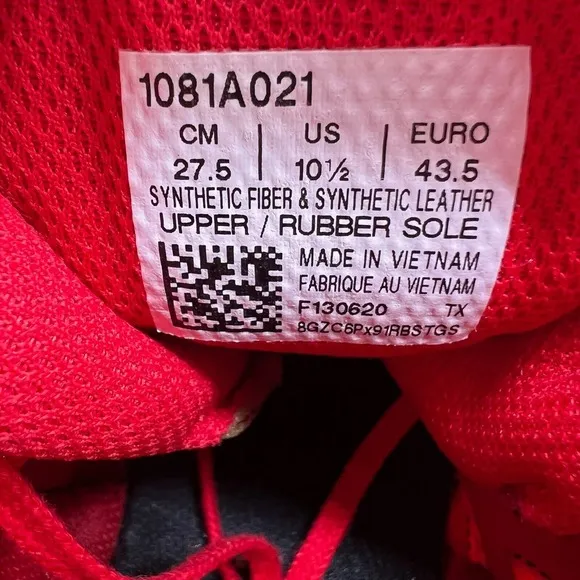 1081A021
CM | US | EURO
27.5 | 10½ | 43.5
SYNTHETIC FIBER & SYNTHETIC LEATHER
UPPER / RUBBER SOLE
MADE IN VIETNAM
FABRIQUE AU VIETNAM
F130620 TX
8GZC6Px91RBSTGS